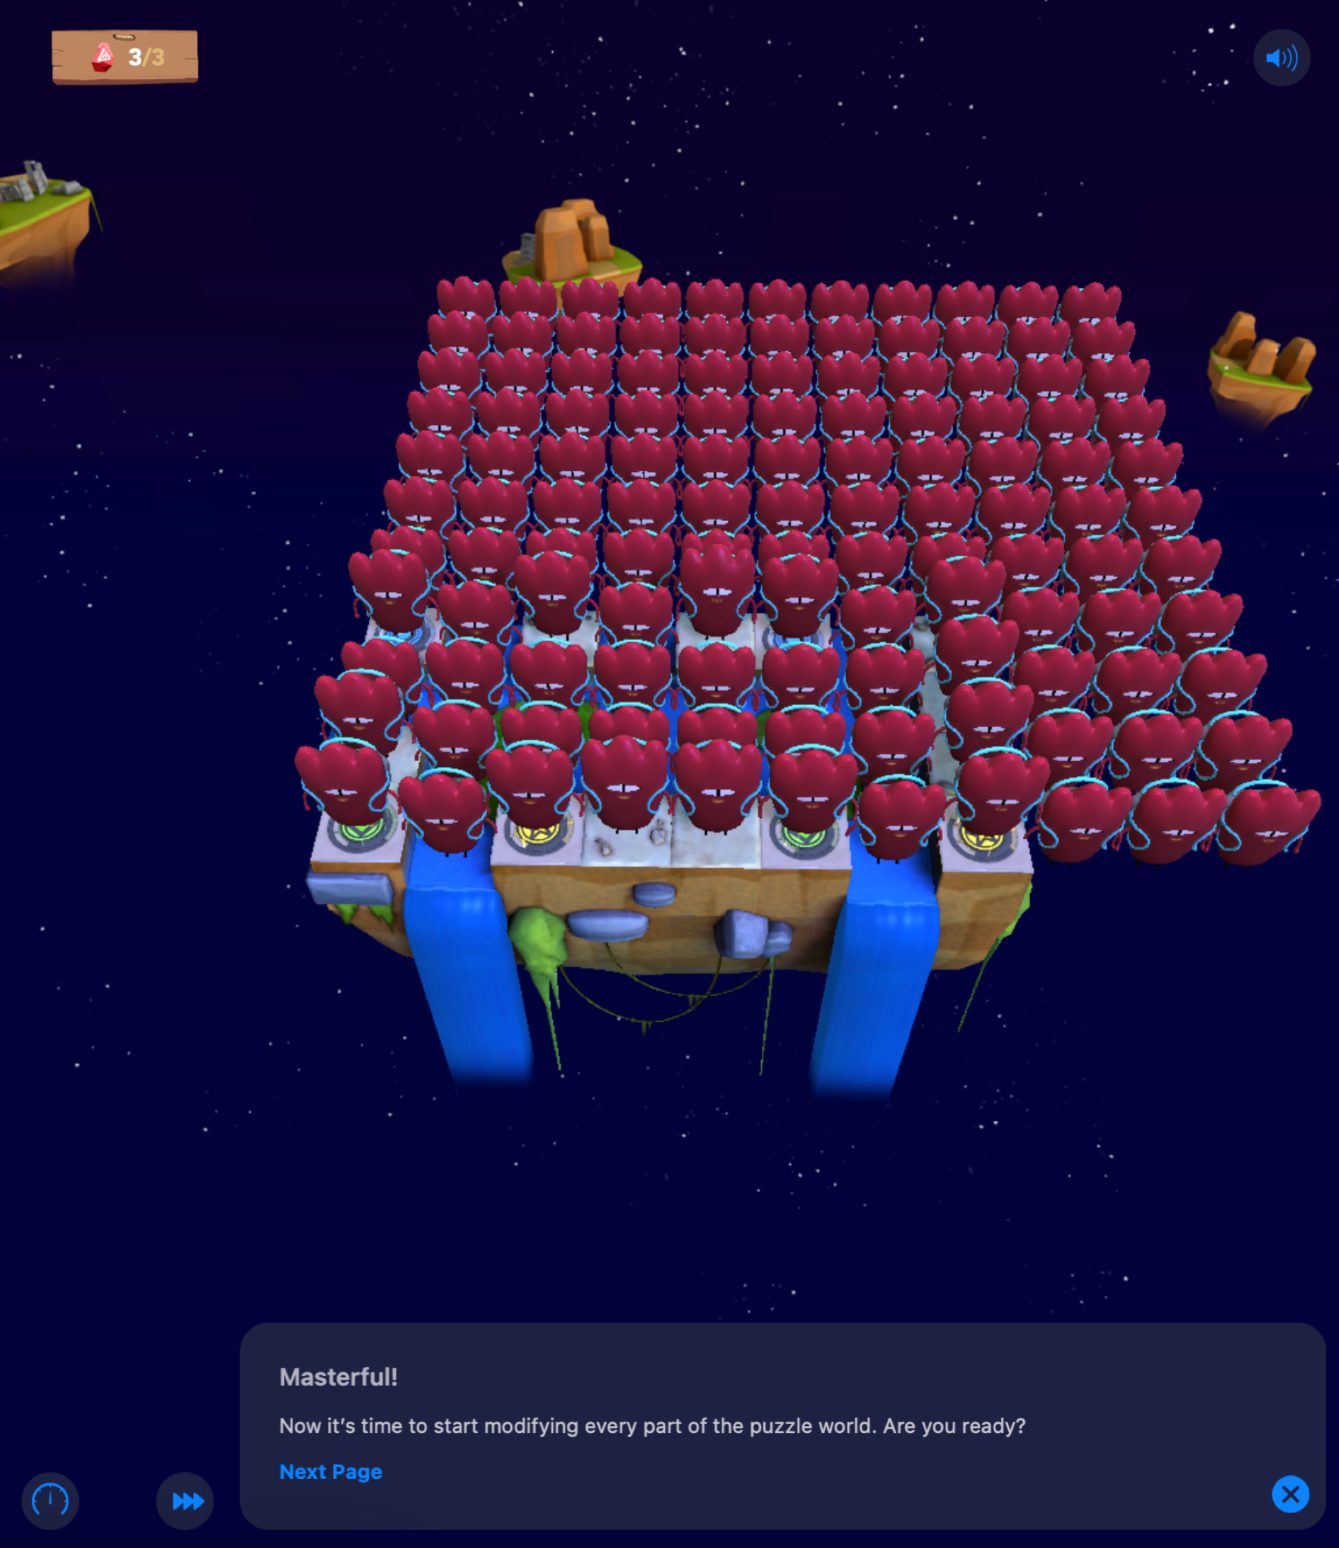 3/3
Masterful!
Now it's time to start modifying every part of the puzzle world. Are you ready?
Next Page